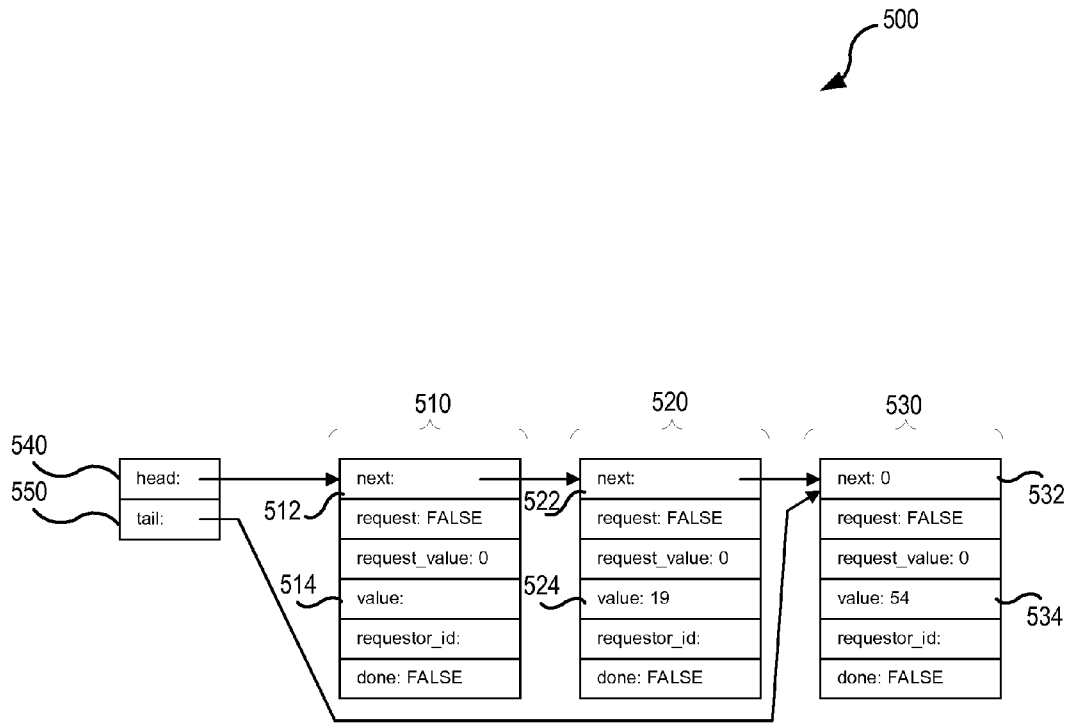 500
510
520
530
540
head:
550
tail:
next:
512
request: FALSE
request_value: 0
514
value:
requestor_id:
done: FALSE
next:
522
request: FALSE
request_value: 0
524
value: 19
requestor_id:
done: FALSE
next: 0
532
request: FALSE
request_value: 0
value: 54
534
requestor_id:
done: FALSE